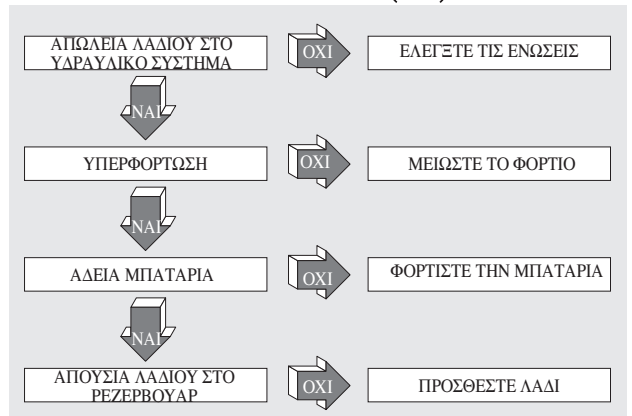 ΑΠΩΛΕΙΑ ΛΑΔΙΟΥ ΣΤΟ
ΥΔΡΑΥΛΙΚΟ ΣΥΣΤΗΜΑ
ΟΧΙ
ΕΛΕΓΞΤΕ ΤΙΣ ΕΝΩΣΕΙΣ
ΝΑΙ
ΥΠΕΡΦΟΡΤΩΣΗ
ΟΧΙ
ΜΕΙΩΣΤΕ ΤΟ ΦΟΡΤΙΟ
ΝΑΙ
ΑΔΕΙΑ ΜΠΑΤΑΡΙΑ
ΟΧΙ
ΦΟΡΤΙΣΤΕ ΤΗΝ ΜΠΑΤΑΡΙΑ
ΝΑΙ
ΑΠΟΥΣΙΑ ΛΑΔΙΟΥ ΣΤΟ
ΡΕΖΕΡΒΟΥΑΡ
ΟΧΙ
ΠΡΟΣΘΕΣΤΕ ΛΑΔΙ